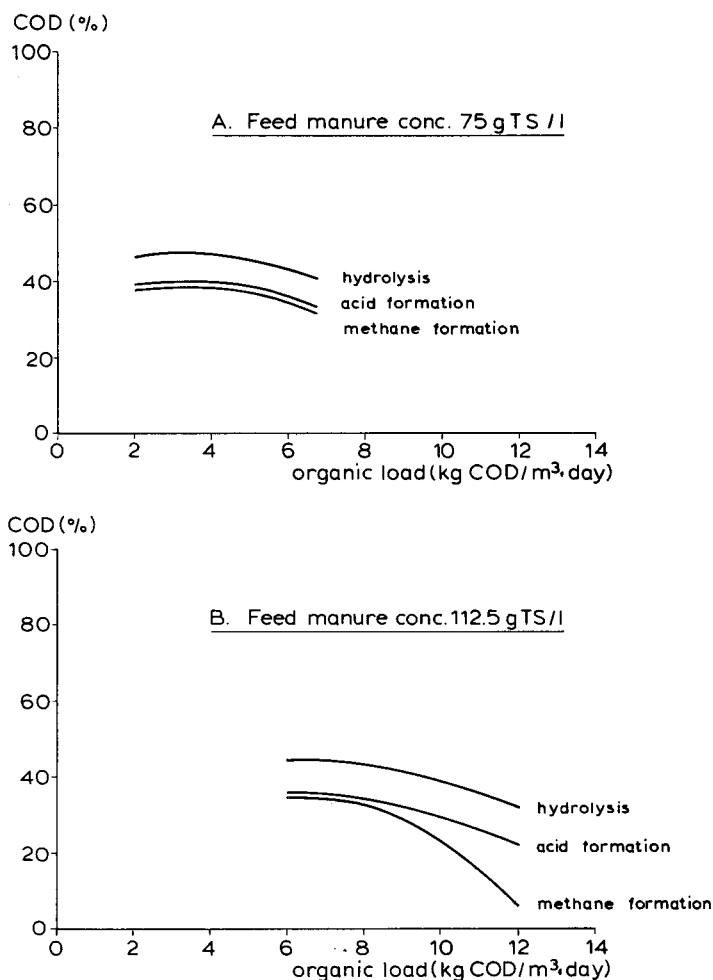 COD (%)
100
80
60
40
20
0
A. Feed manure conc. 75 g TS / l
hydrolysis
acid formation
methane formation
0 2 4 6 8 10 12 14
organic load (kg COD/m³. day)
COD (%)
100
80
60
40
20
0
B. Feed manure conc. 112.5 g TS / l
hydrolysis
acid formation
methane formation
0 2 4 6 8 10 12 14
organic load (kg COD/m³. day)